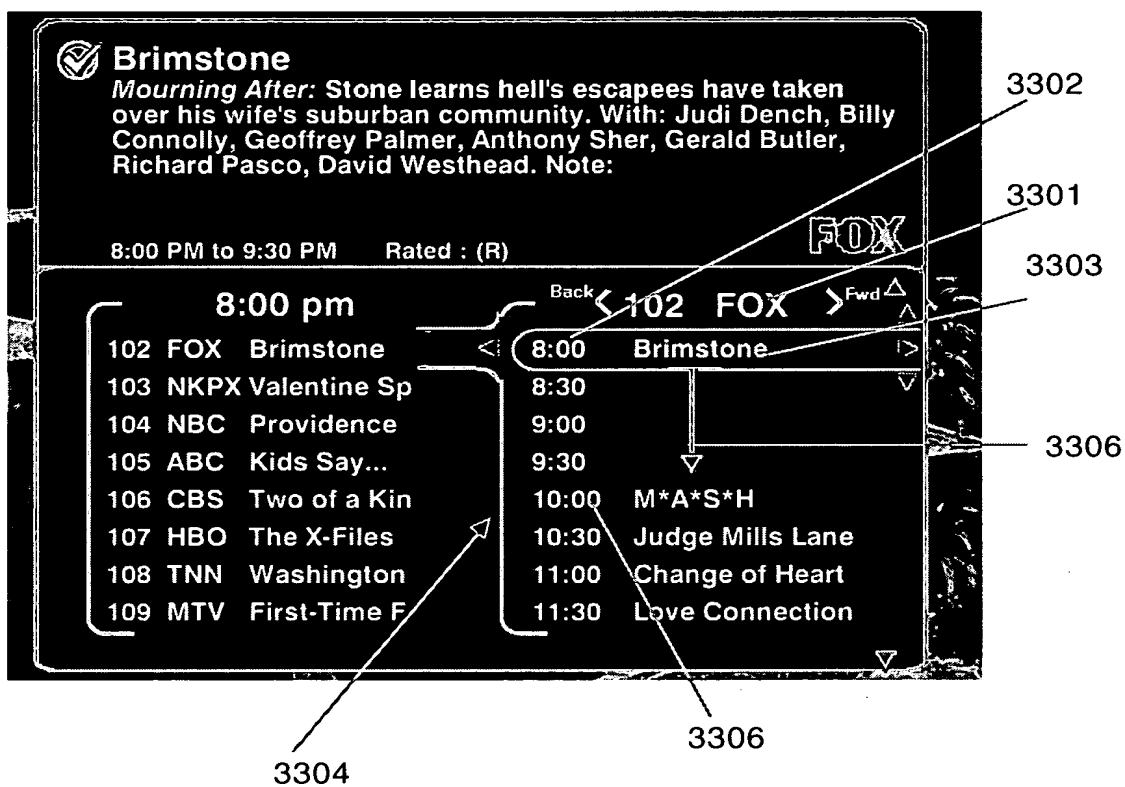 Brimstone
Mourning After: Stone learns hell's escapees have taken
over his wife's suburban community. With: Judi Dench, Billy
Connolly, Geoffrey Palmer, Anthony Sher, Gerald Butler,
Richard Pasco, David Westhead. Note:
8:00 PM to 9:30 PM Rated : (R)
FOX
8:00 pm
102 FOX Brimstone
103 NKPX Valentine Sp
104 NBC Providence
105 ABC Kids Say...
106 CBS Two of a Kin
107 HBO The X-Files
108 TNN Washington
109 MTV First-Time F
Back 102 FOX Fwd
8:00 Brimstone
8:30
9:00
9:30
10:00 M*A*S*H
10:30 Judge Mills Lane
11:00 Change of Heart
11:30 Love Connection
3302
3301
3303
3306
3306
3304